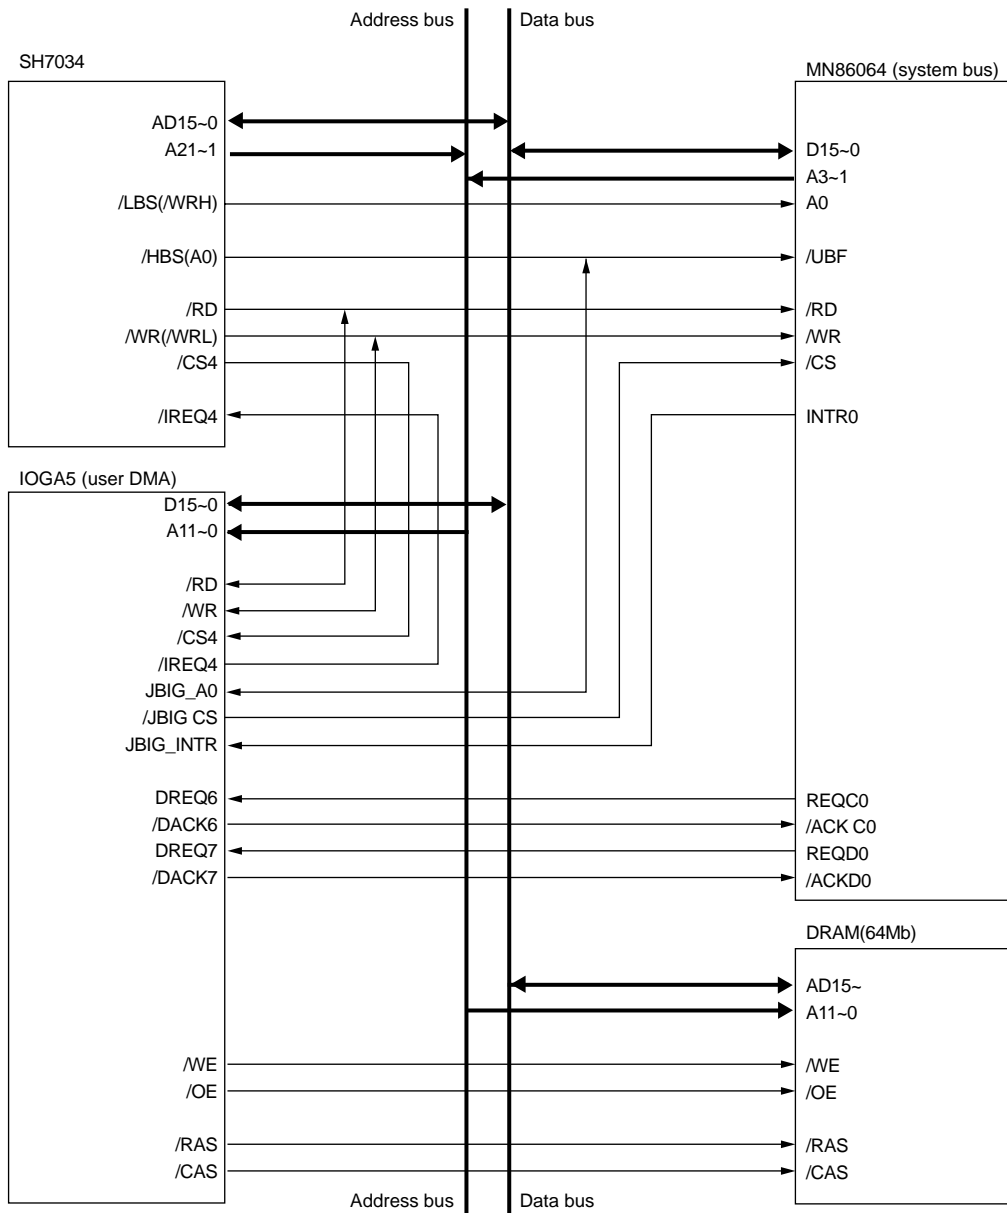 Address bus
Data bus
SH7034
AD15~0
A21~1
/LBS(/WRH)
/HBS(A0)
/RD
/WR(/WRL)
/CS4
/IREQ4
MN86064 (system bus)
D15~0
A3~1
A0
/UBF
/RD
/WR
/CS
INTR0
REQC0
/ACK C0
REQD0
/ACKD0
IOGA5 (user DMA)
D15~0
A11~0
/RD
/WR
/CS4
/IREQ4
JBIG_A0
/JBIG CS
JBIG_INTR
DREQ6
/DACK6
DREQ7
/DACK7
/WE
/OE
/RAS
/CAS
DRAM(64Mb)
AD15~
A11~0
/WE
/OE
/RAS
/CAS
Address bus
Data bus